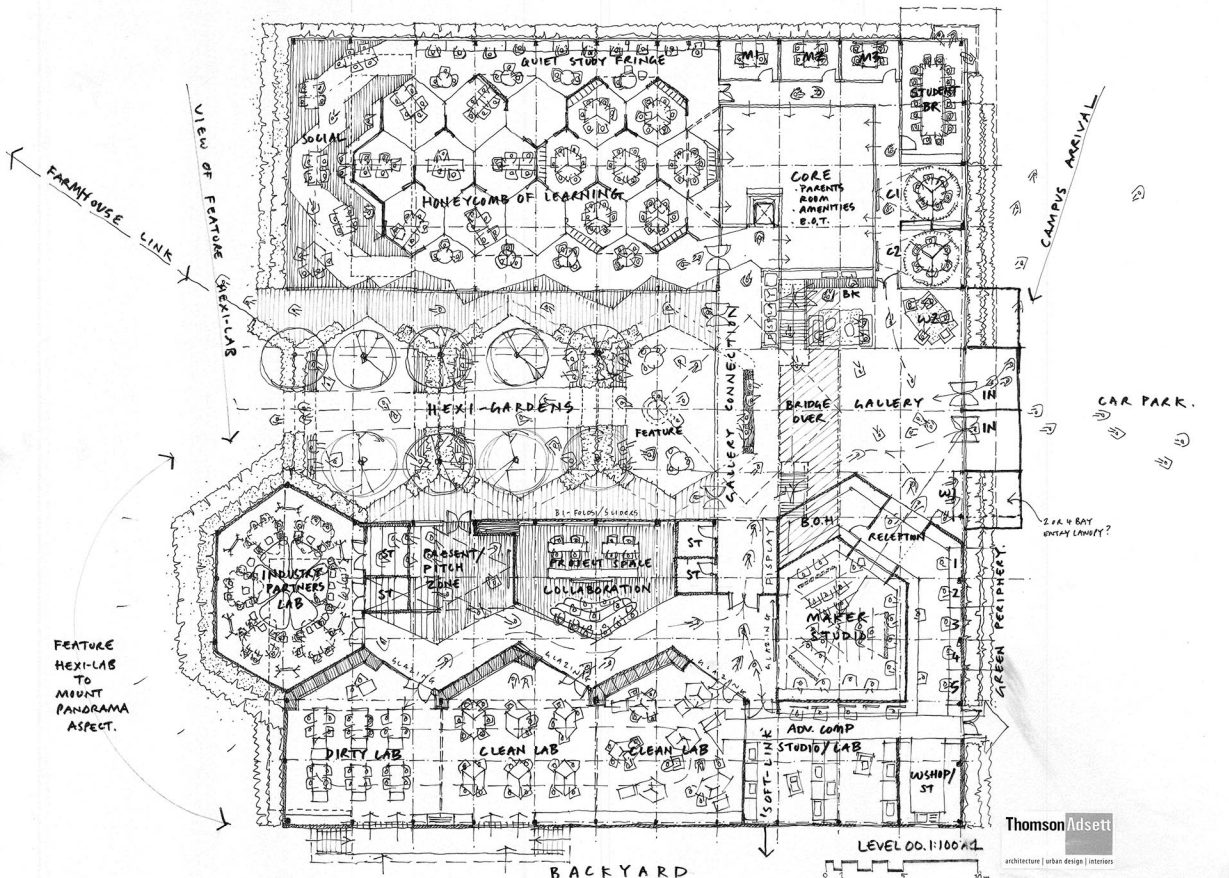 QUIET STUDY FRINGE
M1
M2
M3
STUDENT
BR
VIEW OF FEATURE HEXI-LAB
FARMHOUSE LINK
SOCIAL
HONEYCOMB OF LEARNING
CORE
· PARENTS
ROOM
· AMENITIES
· E.O.T.
C1
C2
CAMPUS ARRIVAL
BK
WZ
DISPLAY
GALLERY CONNECTION
HEXI-GARDENS
FEATURE
BRIDGE
OVER
GALLERY
IN
IN
CAR PARK.
BI-FOLDS/SLIDERS
B.O.H
RECEPTION
2 OR 4 BAY
ENTRY CANOPY?
INDUSTRY
PARTNERS
LAB
ST
ST
PRESENT/
PITCH
ZONE
PROJECT SPACE
COLLABORATION
ST
ST
DISPLAY
MAKER
STUDIO
1
2
3
4
5
GREEN PERIPHERY.
GLAZING
GLAZING
GLAZING
GLAZING
FEATURE
HEXI-LAB
TO
MOUNT
PANORAMA
ASPECT.
DIRTY LAB
CLEAN LAB
CLEAN LAB
'SOFT-LINK'
ADV. COMP
STUDIO/LAB
WSHOP/
ST
BACKYARD
LEVEL 00. 1:100 A1
ThomsonAdsett
architecture | urban design | interiors